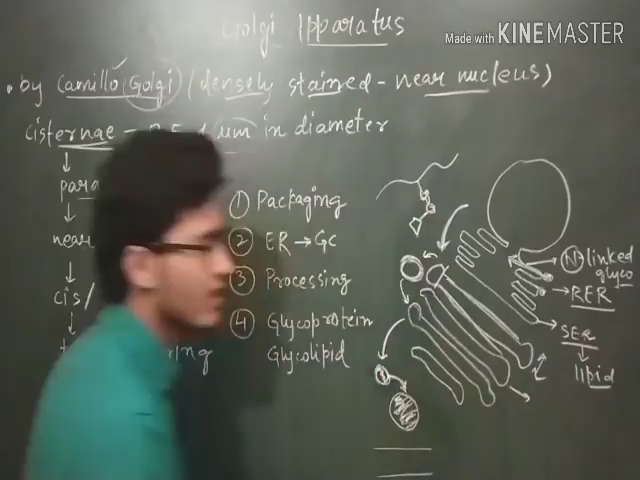 Golgi Apparatus
Made with KINEMASTER
• by Camillo (Golgi) / densely stained - near nucleus)
Cisternae - in diameter
① Packaging
near
② ER → GC
③ Processing
cis/
④ Glycoprotein
Glycolipid
N-linked
glyco
RER
SER
lipid